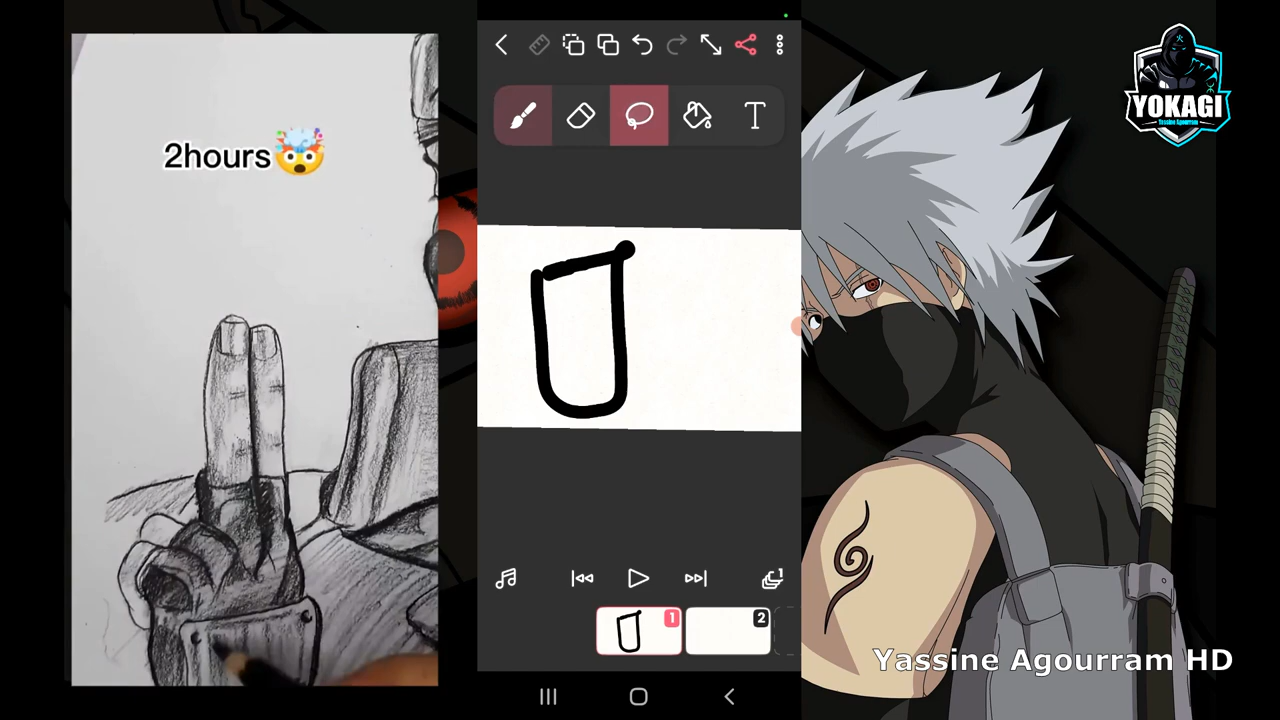 2hours🤯
T
1
2
YOKAGI
Yassine Agourram
Yassine Agourram HD